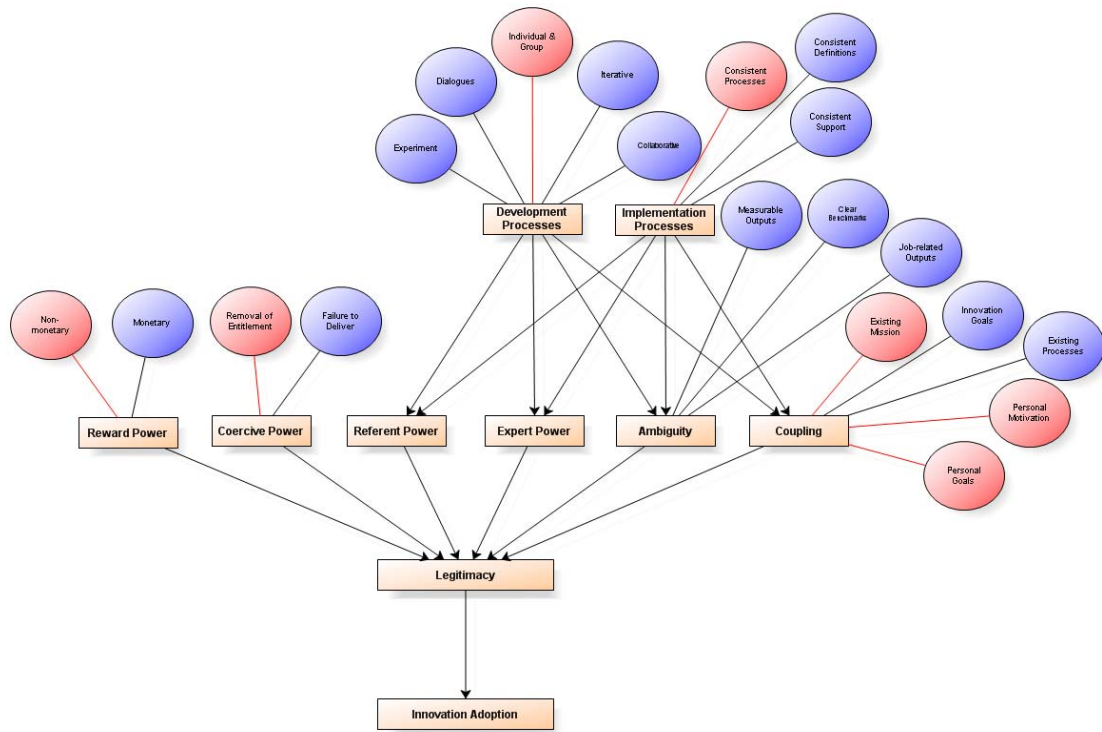 Individual &
Group
Consistent
Definitions
Dialogues
Iterative
Consistent
Processes
Experiment
Collaborative
Consistent
Support
Development
Processes
Implementation
Processes
Measurable
Outputs
Clear
Benchmarks
Job-related
Outputs
Non-
monetary
Monetary
Removal of
Entitlement
Failure to
Deliver
Existing
Mission
Innovation
Goals
Existing
Processes
Personal
Motivation
Reward Power
Coercive Power
Referent Power
Expert Power
Ambiguity
Coupling
Personal
Goals
Legitimacy
Innovation Adoption